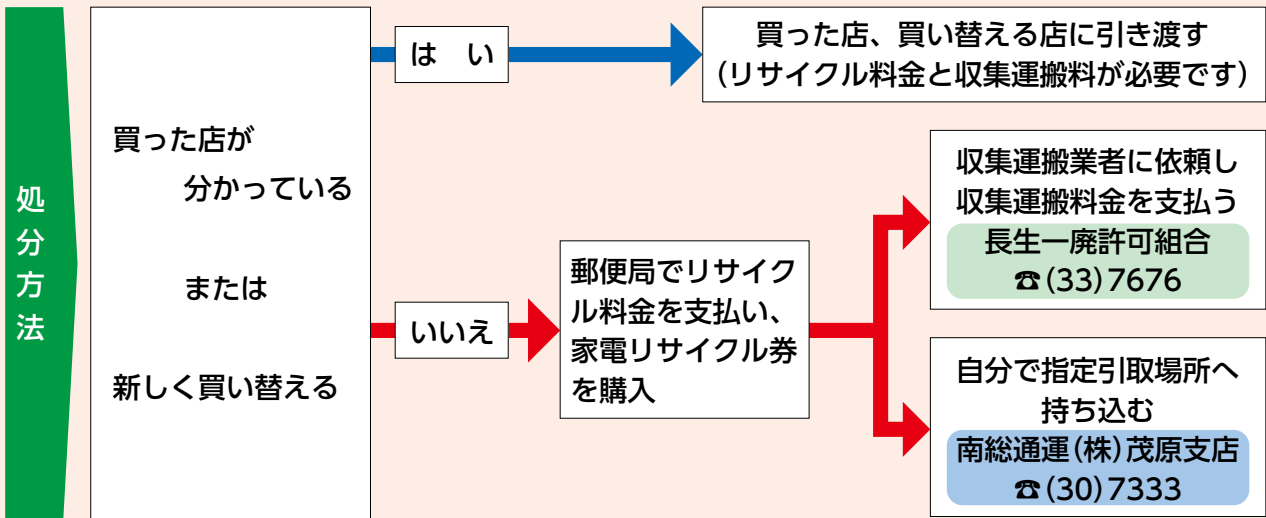 処分方法
買った店が
分かっている
または
新しく買い替える
は い
買った店、買い替える店に引き渡す
(リサイクル料金と収集運搬料が必要です)
いいえ
郵便局でリサイク
ル料金を支払い、
家電リサイクル券
を購入
収集運搬業者に依頼し
収集運搬料金を支払う
長生一廃許可組合
☎(33)7676
自分で指定引取場所へ
持ち込む
南総通運(株)茂原支店
☎(30)7333